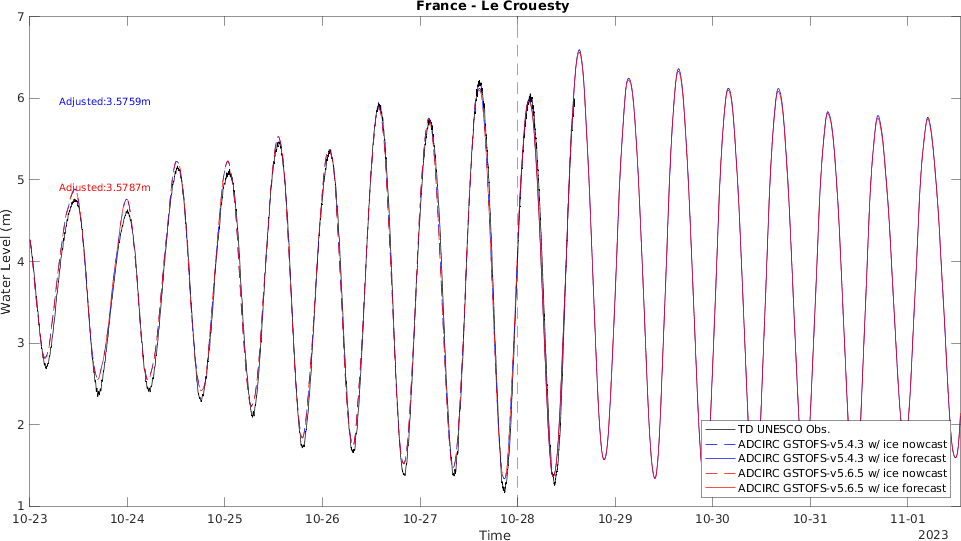 France - Le Crouesty
7
6
5
4
3
2
1
Water Level (m)
Adjusted:3.5759m
Adjusted:3.5787m
TD UNESCO Obs.
ADCIRC GSTOFS-v5.4.3 w/ ice nowcast
ADCIRC GSTOFS-v5.4.3 w/ ice forecast
ADCIRC GSTOFS-v5.6.5 w/ ice nowcast
ADCIRC GSTOFS-v5.6.5 w/ ice forecast
10-23 10-24 10-25 10-26 10-27 10-28 10-29 10-30 10-31 11-01
Time
2023